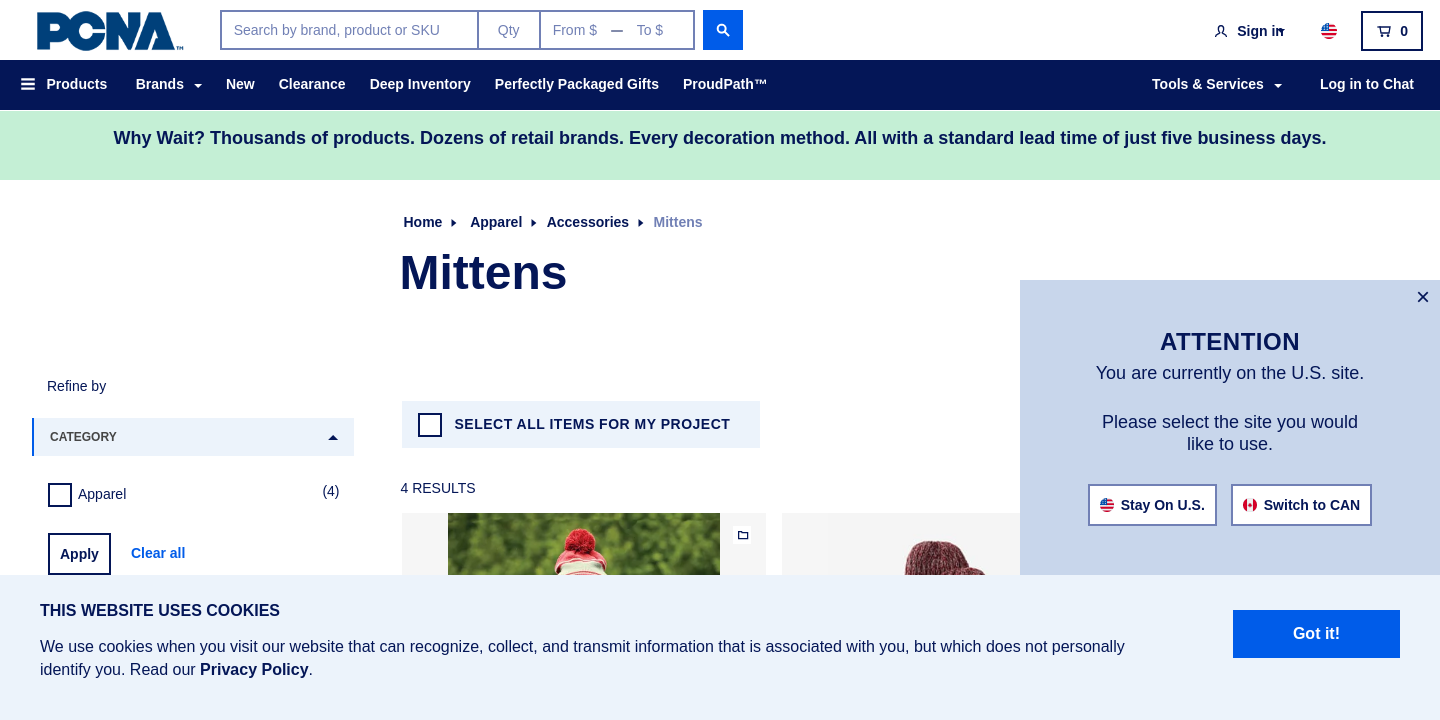 PCNA™
Search by brand, product or SKU
Qty
From $ — To $
Sign in
0
Products
Brands
New
Clearance
Deep Inventory
Perfectly Packaged Gifts
ProudPath™
Tools & Services
Log in to Chat
Why Wait? Thousands of products. Dozens of retail brands. Every decoration method. All with a standard lead time of just five business days.
Home
Apparel
Accessories
Mittens
Mittens
×
ATTENTION
You are currently on the U.S. site.
Please select the site you would
like to use.
Stay On U.S.
Switch to CAN
Refine by
CATEGORY
Apparel
(4)
Apply
Clear all
SELECT ALL ITEMS FOR MY PROJECT
4 RESULTS
THIS WEBSITE USES COOKIES
We use cookies when you visit our website that can recognize, collect, and transmit information that is associated with you, but which does not personally
identify you. Read our Privacy Policy.
Got it!